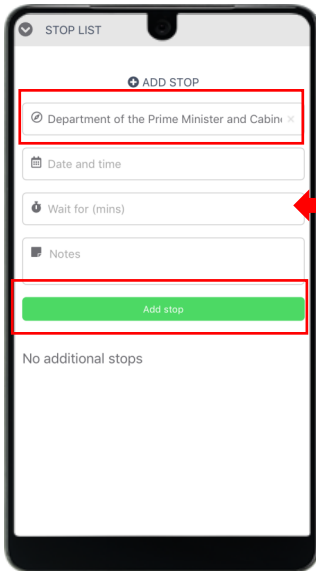 STOP LIST
ADD STOP
Department of the Prime Minister and Cabin
Date and time
Wait for (mins)
Notes
Add stop
No additional stops